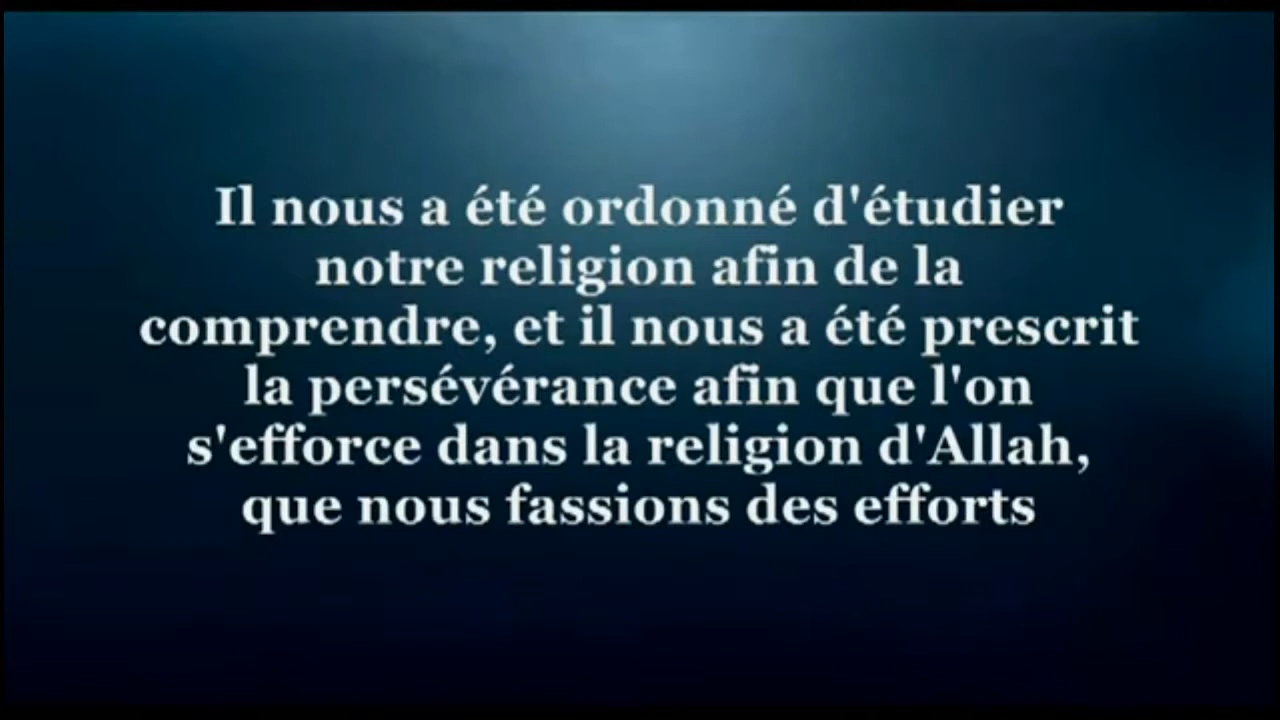 Il nous a été ordonné d'étudier
notre religion afin de la
comprendre, et il nous a été prescrit
la persévérance afin que l'on
s'efforce dans la religion d'Allah,
que nous fassions des efforts